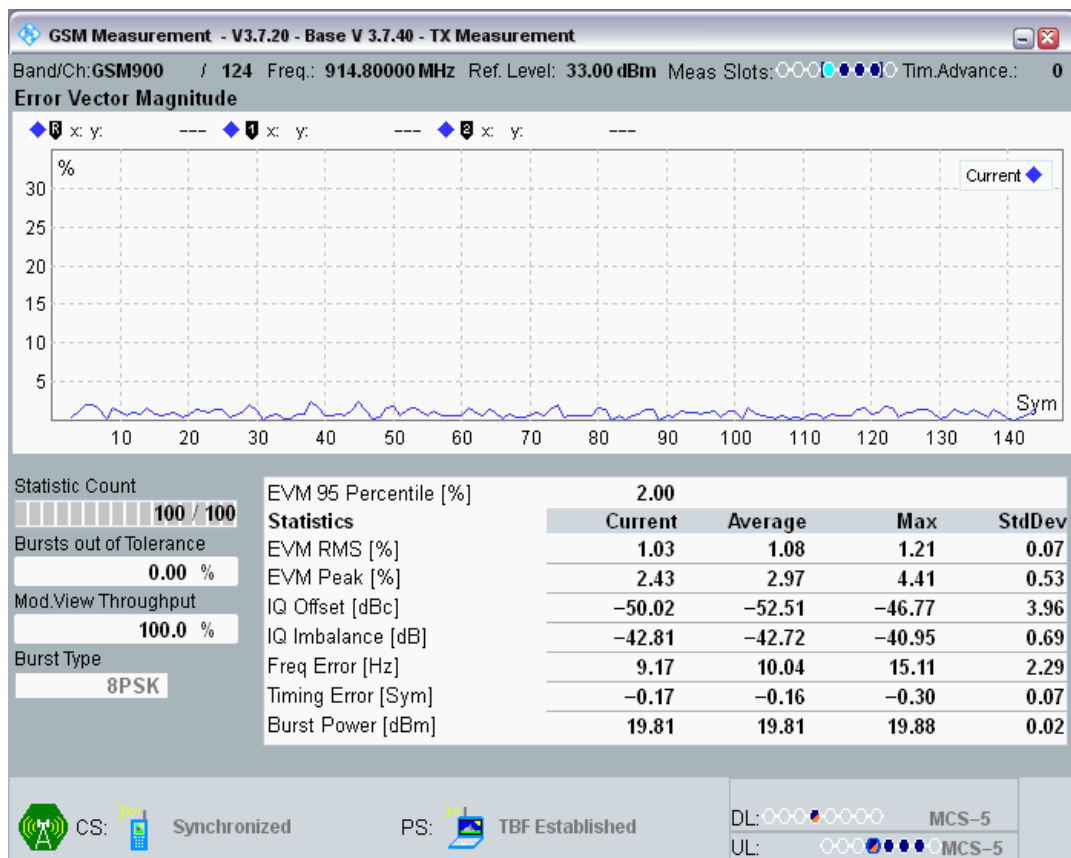 GSM Measurement - V3.7.20 - Base V 3.7.40 - TX Measurement
Band/Ch:GSM900 / 124 Freq.: 914.80000 MHz Ref. Level: 33.00 dBm Meas Slots: Tim.Advance.: 0
Error Vector Magnitude
R x: y: --- 1 x: y: --- 2 x: y: ---
%
Current
30
25
20
15
10
5
Sym
10 20 30 40 50 60 70 80 90 100 110 120 130 140
Statistic Count
100 / 100
Bursts out of Tolerance
0.00 %
Mod.View Throughput
100.0 %
Burst Type
8PSK
EVM 95 Percentile [%] 2.00
Statistics Current Average Max StdDev
EVM RMS [%] 1.03 1.08 1.21 0.07
EVM Peak [%] 2.43 2.97 4.41 0.53
IQ Offset [dBc] −50.02 −52.51 −46.77 3.96
IQ Imbalance [dB] −42.81 −42.72 −40.95 0.69
Freq Error [Hz] 9.17 10.04 15.11 2.29
Timing Error [Sym] −0.17 −0.16 −0.30 0.07
Burst Power [dBm] 19.81 19.81 19.88 0.02
CS: Synchronized PS: TBF Established
DL: MCS−5
UL: MCS−5